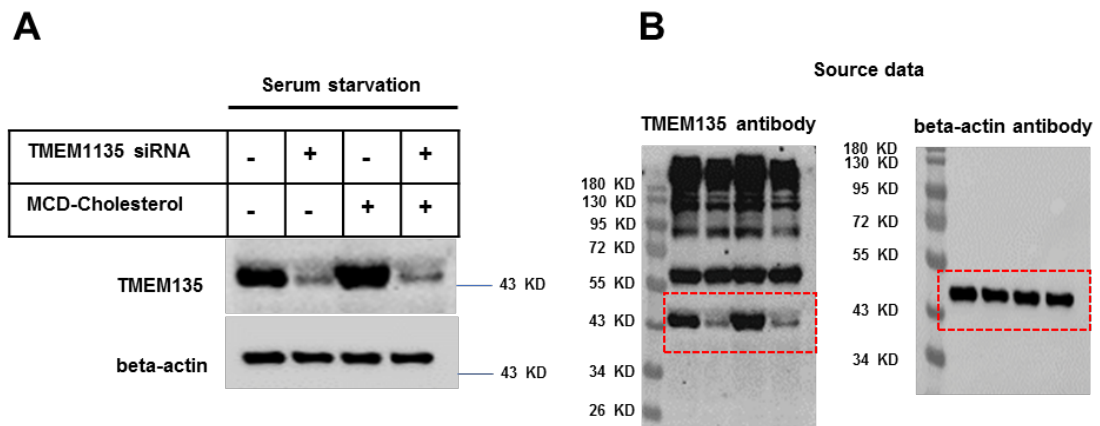 A
Serum starvation
TMEM1135 siRNA - + - +
MCD-Cholesterol - - + +
TMEM135
43 KD
beta-actin
43 KD
B
Source data
TMEM135 antibody
180 KD
130 KD
95 KD
72 KD
55 KD
43 KD
34 KD
26 KD
beta-actin antibody
180 KD
130 KD
95 KD
72 KD
55 KD
43 KD
34 KD